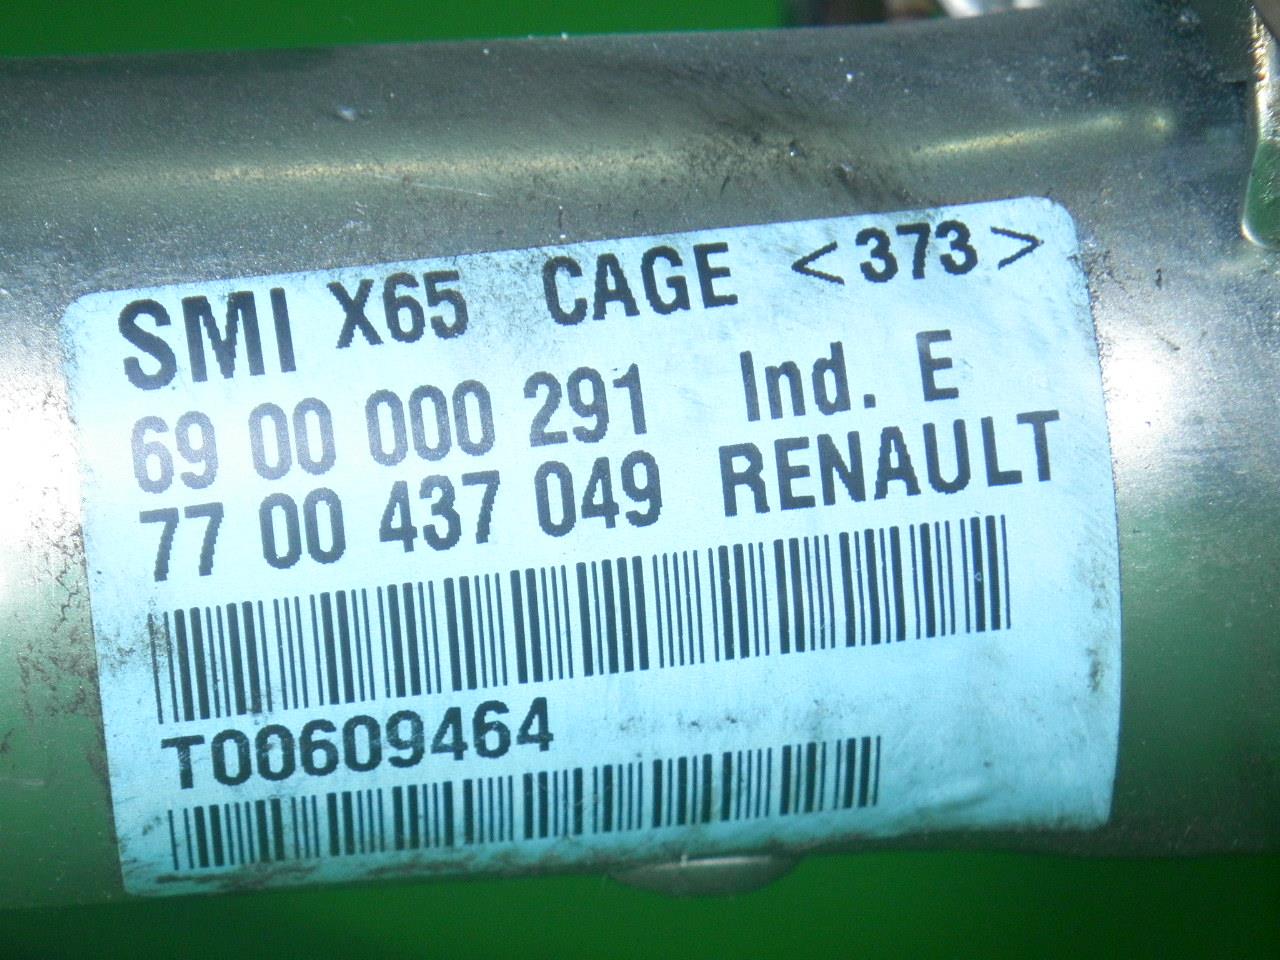 SMI X65 CAGE <373>
69 00 000 291 Ind. E
77 00 437 049 RENAULT
T00609464